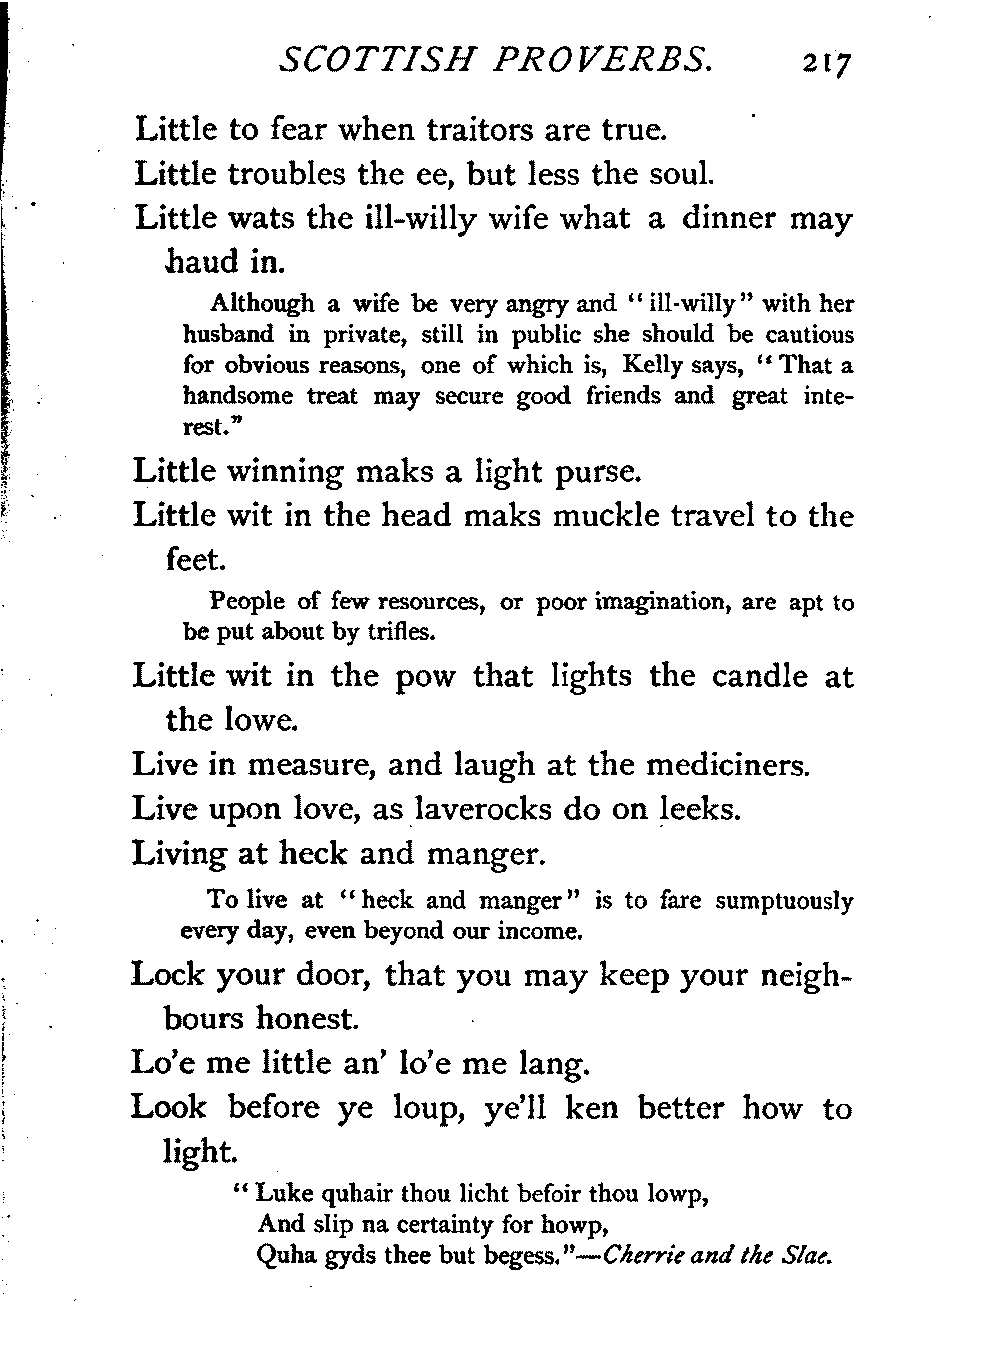 SCOTTISH PROVERBS. 217
Little to fear when traitors are true.
Little troubles the ee, but less the soul.
Little wats the ill-willy wife what a dinner may
haud in.
Although a wife be very angry and “ill-willy” with her
husband in private, still in public she should be cautious
for obvious reasons, one of which is, Kelly says, “That a
handsome treat may secure good friends and great inte-
rest.”
Little winning maks a light purse.
Little wit in the head maks muckle travel to the
feet.
People of few resources, or poor imagination, are apt to
be put about by trifles.
Little wit in the pow that lights the candle at
the lowe.
Live in measure, and laugh at the mediciners.
Live upon love, as laverocks do on leeks.
Living at heck and manger.
To live at “heck and manger” is to fare sumptuously
every day, even beyond our income.
Lock your door, that you may keep your neigh-
bours honest.
Lo’e me little an’ lo’e me lang.
Look before ye loup, ye’ll ken better how to
light.
“Luke quhair thou licht befoir thou lowp,
And slip na certainty for howp,
Quha gyds thee but begess.”—Cherrie and the Slae.